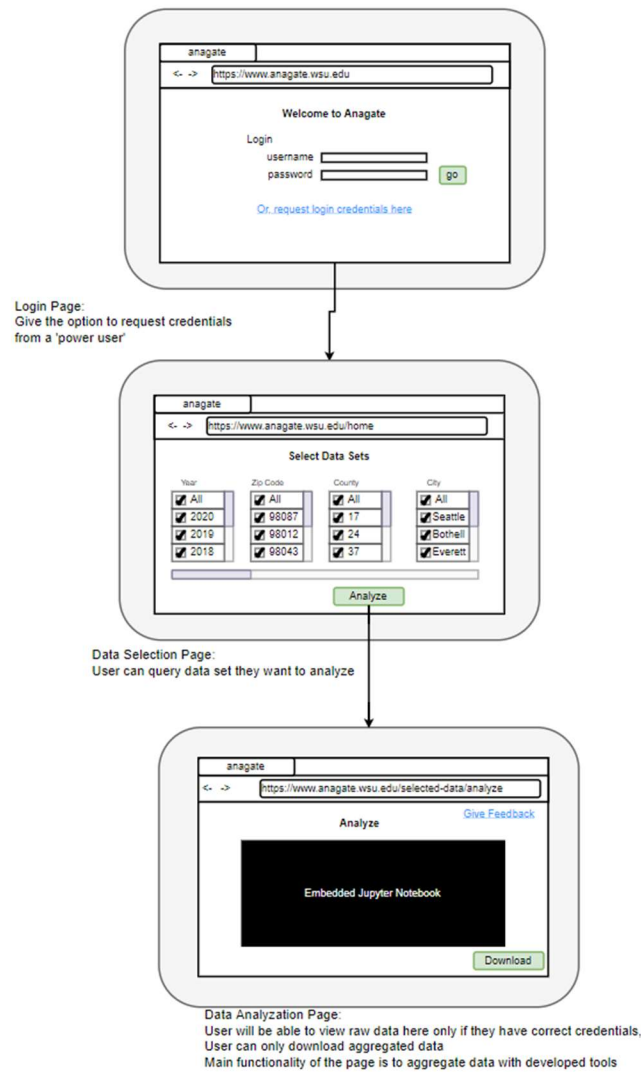 anagate
<- -> https://www.anagate.wsu.edu
Welcome to Anagate
Login
username
password go
Or, request login credentials here
Login Page:
Give the option to request credentials
from a 'power user'
anagate
<- -> https://www.anagate.wsu.edu/home
Select Data Sets
Year Zip Code County City
All All All All
2020 98087 17 Seattle
2019 98012 24 Bothell
2018 98043 37 Everett
Analyze
Data Selection Page:
User can query data set they want to analyze
anagate
<- -> https://www.anagate.wsu.edu/selected-data/analyze
Give Feedback
Analyze
Embedded Jupyter Notebook
Download
Data Analyzation Page:
User will be able to view raw data here only if they have correct credentials,
User can only download aggregated data
Main functionality of the page is to aggregate data with developed tools